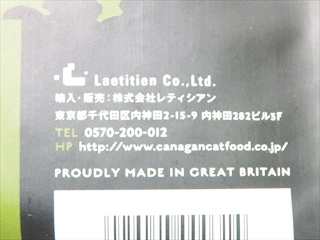 Laetitien Co.,Ltd.
輸入・販売：株式会社レティシアン
東京都千代田区内神田2-15-9 内神田282ビル3F
TEL 0570-200-012
HP http://www.canagancatfood.co.jp/
PROUDLY MADE IN GREAT BRITAIN